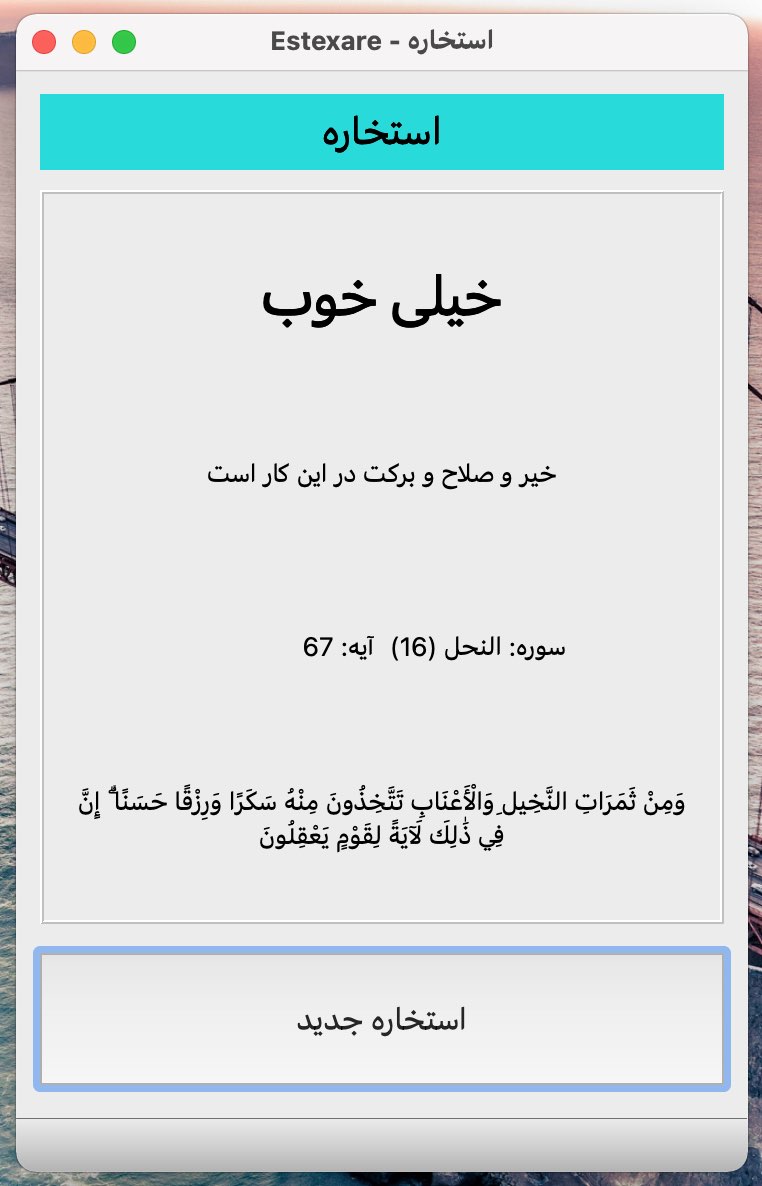 Estexare - استخاره
استخاره
خیلی خوب
خیر و صلاح و برکت در این کار است
سوره: النحل (16) آیه: 67
وَمِنْ ثَمَرَاتِ النَّخِيلِ وَالْأَعْنَابِ تَتَّخِذُونَ مِنْهُ سَكَرًا وَرِزْقًا حَسَنًا ۗ إِنَّ
فِي ذَٰلِكَ لَآيَةً لِقَوْمٍ يَعْقِلُونَ
استخاره جدید